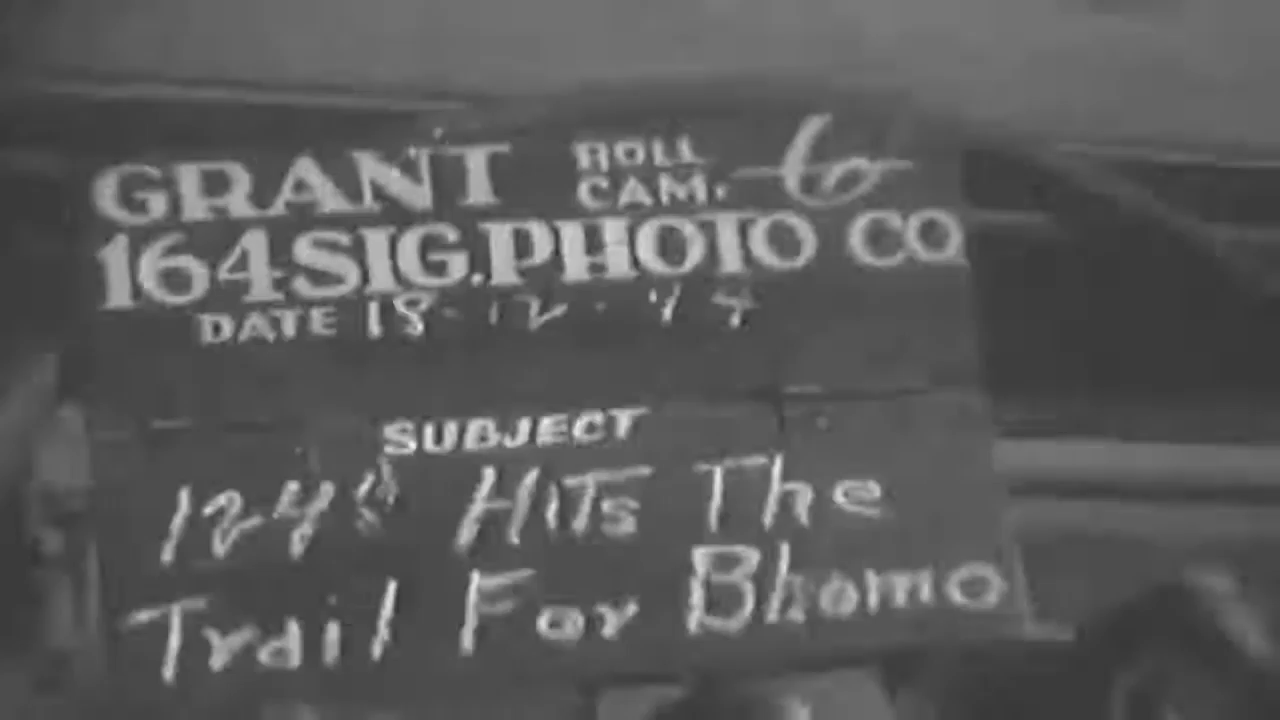 GRANT ROLL CAM. 6
164 SIG. PHOTO CO
DATE 18-12-44
SUBJECT
124th Hits The
Trail For Bhamo